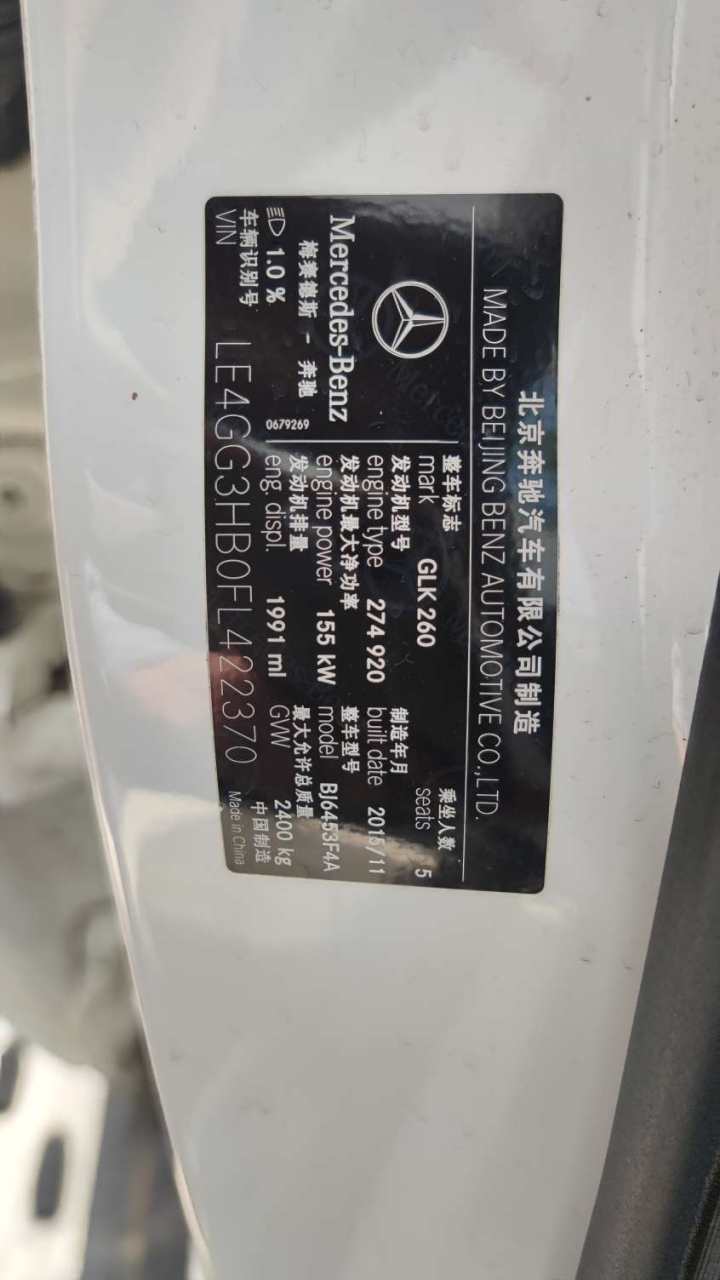 北京奔驰汽车有限公司制造
MADE BY BEIJING BENZ AUTOMOTIVE CO.,LTD.
Mercedes-Benz
梅赛德斯 - 奔驰
1.0 %
0679269
整车标志
mark GLK 260
乘坐人数
seats 5
发动机型号
engine type 274 920
制造年月
built date 2015/11
发动机最大净功率
engine power 155 kW
整车型号
model BJ6453F4A
发动机排量
eng. displ. 1991 ml
最大允许总质量
GVW 2400 kg
车辆识别号
VIN LE4GG3HB0FL422370
中国制造
Made in China